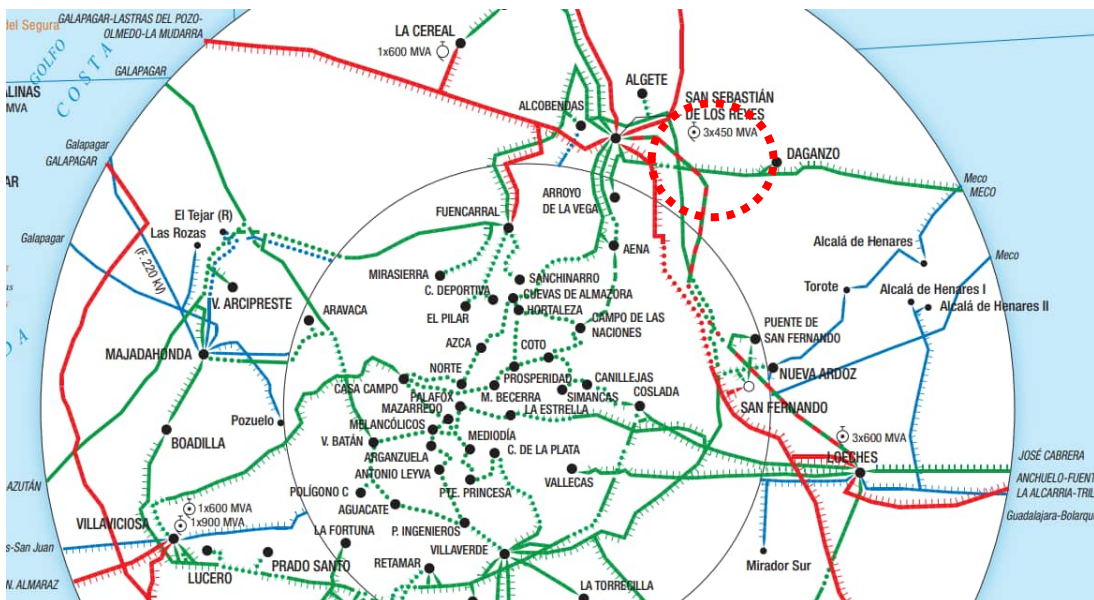 del Segura
GALAPAGAR-LASTRAS DEL POZO-
OLMEDO-LA MUDARRA
GOLFO
COSTA
GALAPAGAR
ALINAS
MVA
LA CEREAL
1x600 MVA
ALGETE
ALCOBENDAS
SAN SEBASTIÁN
DE LOS REYES
3x450 MVA
DAGANZO
Galapagar
GALAPAGAR
AR
Meco
MECO
ARROYO
DE LA VEGA
El Tejar (R)
Las Rozas
FUENCARRAL
Galapagar
(F. 220 kV)
AENA
Alcalá de Henares
Meco
MIRASIERRA
SANCHINARRO
C. DEPORTIVA
CUEVAS DE ALMAZORA
HORTALEZA
Torote
Alcalá de Henares I
Alcalá de Henares II
V. ARCIPRESTE
ARAVACA
EL PILAR
CAMPO DE LAS
NACIONES
PUENTE DE
SAN FERNANDO
MAJADAHONDA
AZCA
COTO
NORTE
PROSPERIDAD
CANILLEJAS
NUEVA ARDOZ
CASA CAMPO
PALAFOX
M. BECERRA
SIMANCAS
COSLADA
MAZARREDO
LA ESTRELLA
SAN FERNANDO
Pozuelo
MELANCÓLICOS
BOADILLA
V. BATÁN
MEDIODÍA
3x600 MVA
ARGANZUELA
C. DE LA PLATA
LOECHES
JOSÉ CABRERA
ANTONIO LEYVA
VALLECAS
ANCHUELO-FUENT
AZUTÁN
POLÍGONO C
PTE. PRINCESA
LA ALCARRIA-TRIL
1x600 MVA
AGUACATE
Guadalajara-Bolarque
VILLAVICIOSA
1x900 MVA
LA FORTUNA
P. INGENIEROS
s-San Juan
VILLAVERDE
PRADO SANTO
RETAMAR
Mirador Sur
LUCERO
N. ALMARAZ
LA TORRECILLA